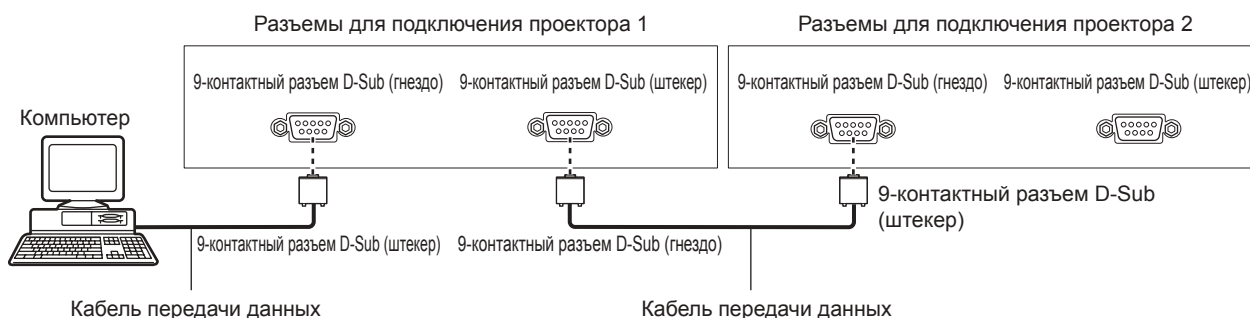 Разъемы для подключения проектора 1
Разъемы для подключения проектора 2
9-контактный разъем D-Sub (гнездо)
9-контактный разъем D-Sub (штекер)
9-контактный разъем D-Sub (гнездо)
9-контактный разъем D-Sub (штекер)
Компьютер
9-контактный разъем D-Sub
(штекер)
9-контактный разъем D-Sub (штекер)
9-контактный разъем D-Sub (гнездо)
Кабель передачи данных
Кабель передачи данных